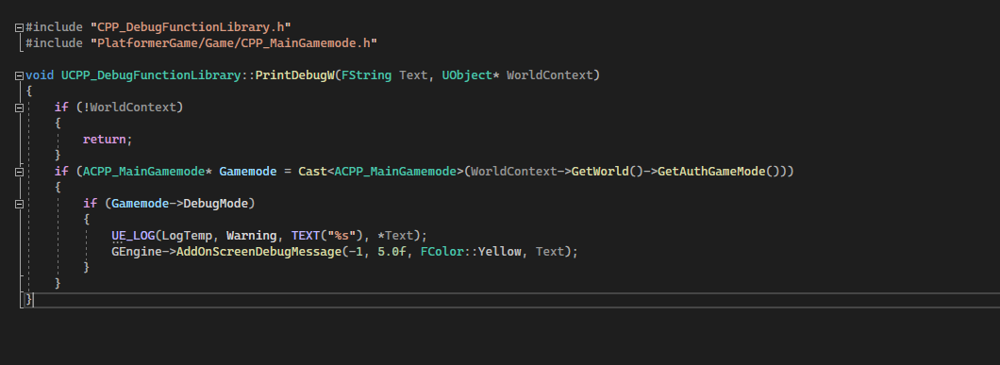 #include "CPP_DebugFunctionLibrary.h"
#include "PlatformerGame/Game/CPP_MainGamemode.h"
void UCPP_DebugFunctionLibrary::PrintDebugW(FString Text, UObject* WorldContext)
{
if (!WorldContext)
{
return;
}
if (ACPP_MainGamemode* Gamemode = Cast<ACPP_MainGamemode>(WorldContext->GetWorld()->GetAuthGameMode()))
{
if (Gamemode->DebugMode)
{
UE_LOG(LogTemp, Warning, TEXT("%s"), *Text);
GEngine->AddOnScreenDebugMessage(-1, 5.0f, FColor::Yellow, Text);
}
}
}